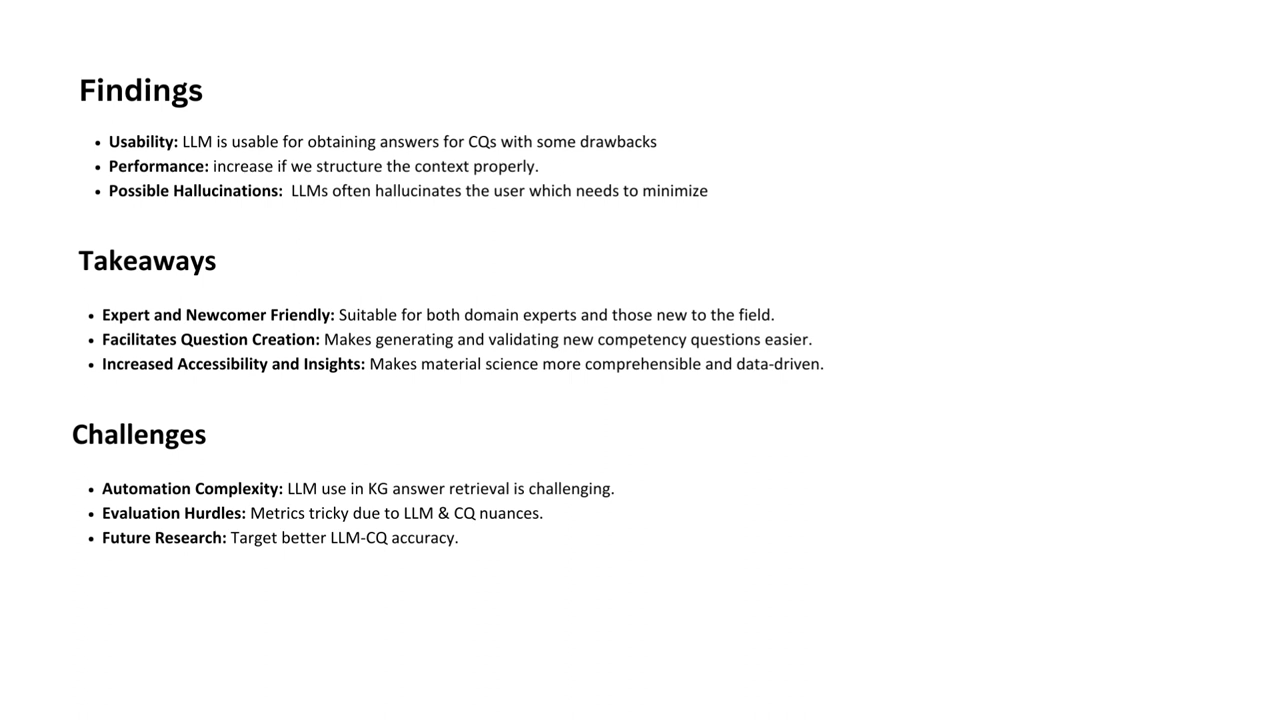 Findings
• Usability: LLM is usable for obtaining answers for CQs with some drawbacks
• Performance: increase if we structure the context properly.
• Possible Hallucinations:  LLMs often hallucinates the user which needs to minimize
Takeaways
• Expert and Newcomer Friendly: Suitable for both domain experts and those new to the field.
• Facilitates Question Creation: Makes generating and validating new competency questions easier.
• Increased Accessibility and Insights: Makes material science more comprehensible and data-driven.
Challenges
• Automation Complexity: LLM use in KG answer retrieval is challenging.
• Evaluation Hurdles: Metrics tricky due to LLM & CQ nuances.
• Future Research: Target better LLM-CQ accuracy.